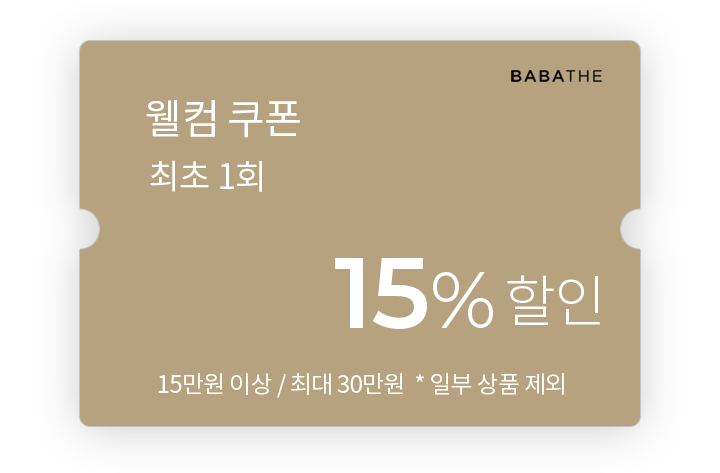 BABATHE
웰컴 쿠폰
최초 1회
15% 할인
15만원 이상 / 최대 30만원 * 일부 상품 제외